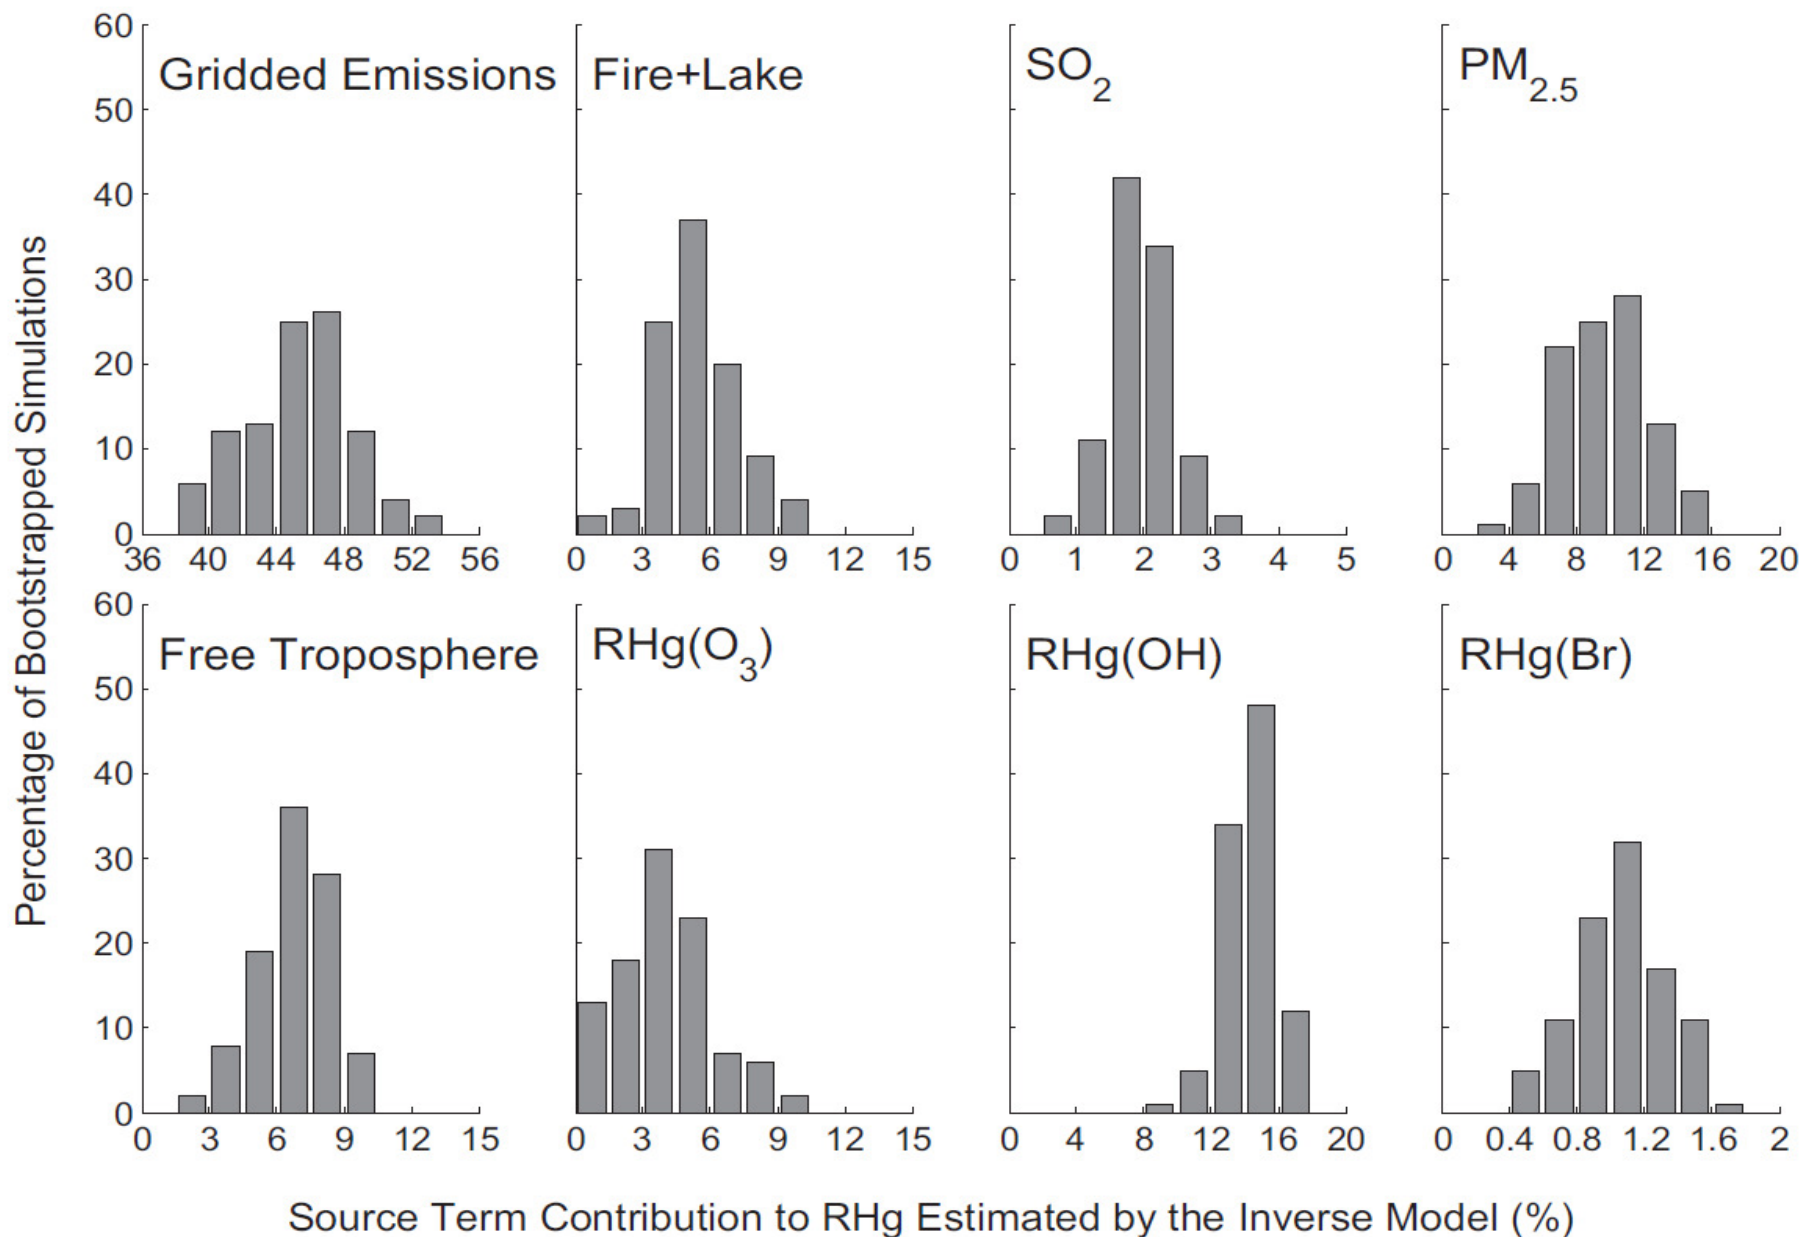 Percentage of Bootstrapped Simulations
60
50
40
30
20
10
0
Gridded Emissions
36 40 44 48 52 56
Fire+Lake
0 3 6 9 12 15
SO2
0 1 2 3 4 5
PM2.5
0 4 8 12 16 20
60
50
40
30
20
10
0
Free Troposphere
0 3 6 9 12 15
RHg(O3)
0 3 6 9 12 15
RHg(OH)
0 4 8 12 16 20
RHg(Br)
0 0.4 0.8 1.2 1.6 2
Source Term Contribution to RHg Estimated by the Inverse Model (%)